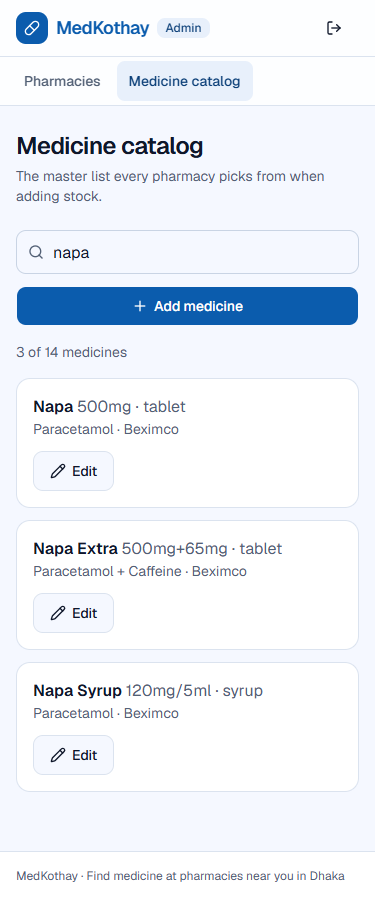 MedKothay Admin
Pharmacies Medicine catalog
Medicine catalog
The master list every pharmacy picks from when
adding stock.
napa
Add medicine
3 of 14 medicines
Napa 500mg · tablet
Paracetamol · Beximco
Edit
Napa Extra 500mg+65mg · tablet
Paracetamol + Caffeine · Beximco
Edit
Napa Syrup 120mg/5ml · syrup
Paracetamol · Beximco
Edit
MedKothay · Find medicine at pharmacies near you in Dhaka